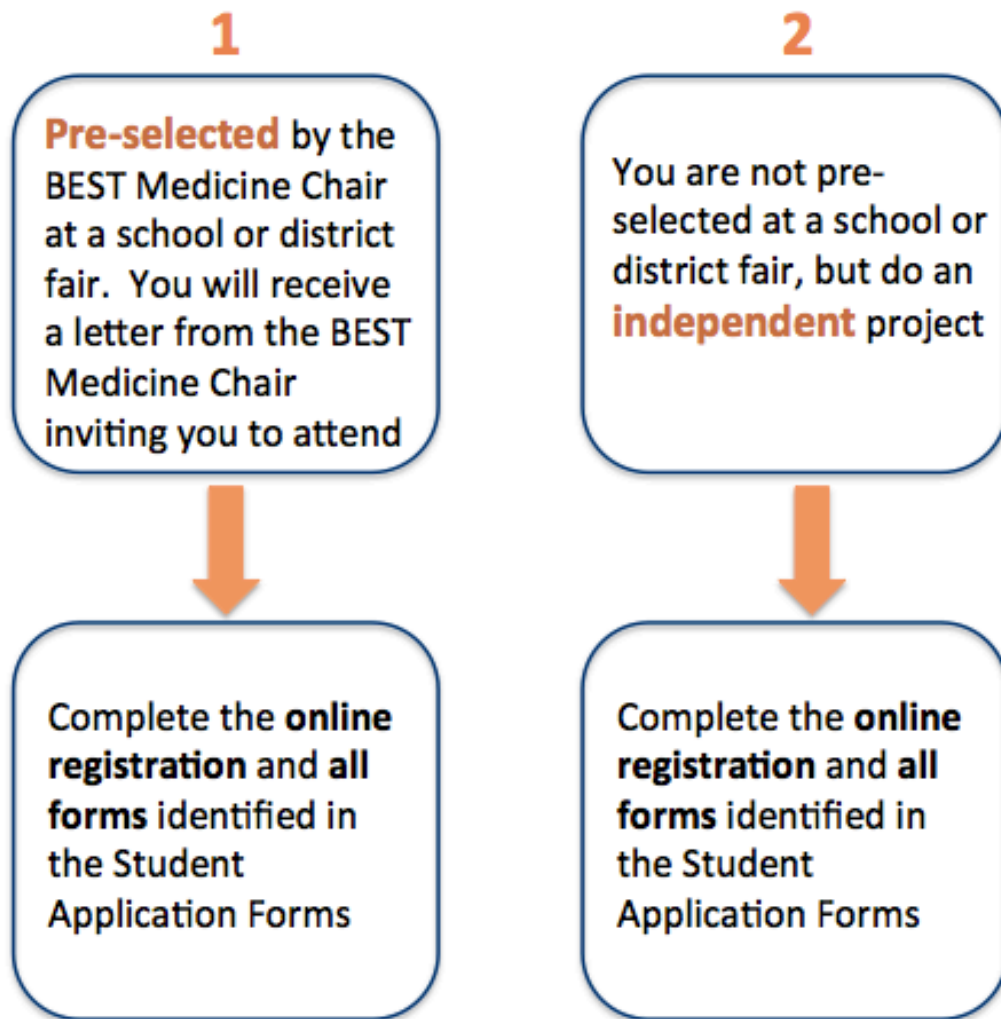 1
Pre-selected by the
BEST Medicine Chair
at a school or district
fair.  You will receive
a letter from the BEST
Medicine Chair
inviting you to attend
Complete the online
registration and all
forms identified in
the Student
Application Forms
2
You are not pre-
selected at a school or
district fair, but do an
independent project
Complete the online
registration and all
forms identified in
the Student
Application Forms